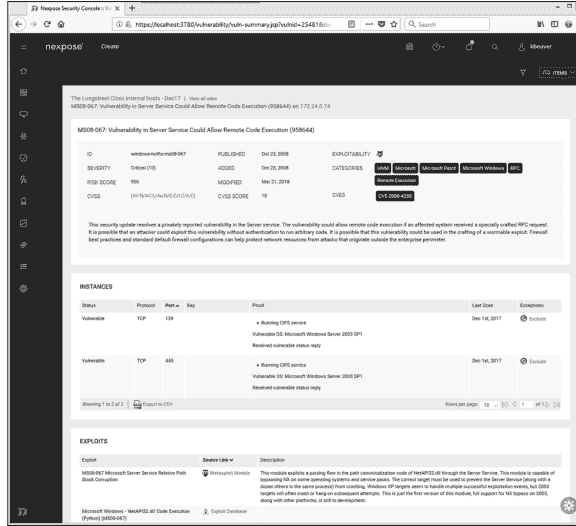 Nexpose Security Console :: Vul
https://localhost:3780/vulnerability/vuln-summary.jsp?vulnid=25481&dev
Search
nexpose
Create
kbeaver
ITEMS
The Longstreet Clinic internal hosts - Dec17 | View all sites
MS08-067: Vulnerability in Server Service Could Allow Remote Code Execution (958644) on 172.24.0.74
MS08-067: Vulnerability in Server Service Could Allow Remote Code Execution (958644)
ID windows-hotfix-ms08-067 PUBLISHED Oct 23, 2008 EXPLOITABILITY
SEVERITY Critical (10) ADDED Oct 23, 2008 CATEGORIES IAVM Microsoft Microsoft Patch Microsoft Windows RPC
RISK SCORE 900 MODIFIED Mar 21, 2018 Remote Execution
CVSS (AV:N/AC:L/Au:N/C:C/I:C/A:C) CVSS SCORE 10 CVES CVE-2008-4250
This security update resolves a privately reported vulnerability in the Server service. The vulnerability could allow remote code execution if an affected system received a specially crafted RPC request.
It is possible that an attacker could exploit this vulnerability without authentication to run arbitrary code. It is possible that this vulnerability could be used in the crafting of a wormable exploit. Firewall
best practices and standard default firewall configurations can help protect network resources from attacks that originate outside the enterprise perimeter.
INSTANCES
Status Protocol Port Key Proof Last Scan Exceptions
Vulnerable TCP 139 Dec 1st, 2017 Exclude
• Running CIFS service
Vulnerable OS: Microsoft Windows Server 2003 SP1
Received vulnerable status reply
Vulnerable TCP 445 Dec 1st, 2017 Exclude
• Running CIFS service
Vulnerable OS: Microsoft Windows Server 2003 SP1
Received vulnerable status reply
Showing 1 to 2 of 2 | Export to CSV Rows per page: 10 1 of 1
EXPLOITS
Exploit Source Link Description
MS08-067 Microsoft Server Service Relative Path Metasploit Module This module exploits a parsing flaw in the path canonicalization code of NetAPI32.dll through the Server Service. This module is capable of
Stack Corruption bypassing NX on some operating systems and service packs. The correct target must be used to prevent the Server Service (along with a
dozen others in the same process) from crashing. Windows XP targets seem to handle multiple successful exploitation events, but 2003
targets will often crash or hang on subsequent attempts. This is just the first version of this module, full support for NX bypass on 2003,
along with other platforms, is still in development.
Microsoft Windows - 'NetAPI32.dll' Code Execution Exploit Database
(Python) (MS08-067)